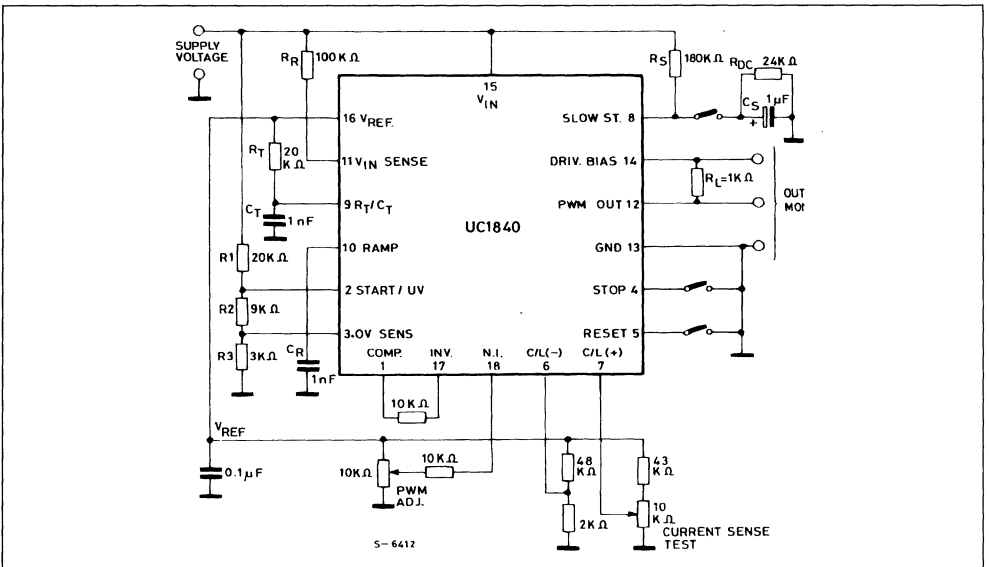 SUPPLY
VOLTAGE
RR 100KΩ
15
VIN
RS 180KΩ
RDC 24KΩ
CS 1µF
+
16 VREF.
SLOW ST. 8
RT 20
KΩ
11 VIN SENSE
DRIV. BIAS 14
RL=1KΩ
9 RT/CT
PWM OUT 12
OUT
CT 1nF
UC1840
10 RAMP
GND 13
R1 20KΩ
2 START / UV
STOP 4
R2 9KΩ
3.OV SENS
RESET 5
R3 3KΩ
CR
1nF
COMP. INV. N.I. C/L(-) C/L(+)
1 17 18 6 7
10KΩ
VREF
0.1µF
10KΩ
10KΩ
PWM
ADJ.
48
KΩ
2KΩ
43
KΩ
10
KΩ
CURRENT SENSE
TEST
S-6412